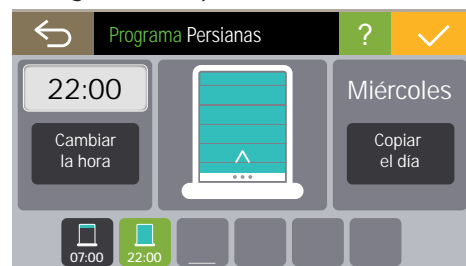 Programa Persianas
?
22:00
Miércoles
Cambiar
la hora
Copiar
el día
07:00
22:00